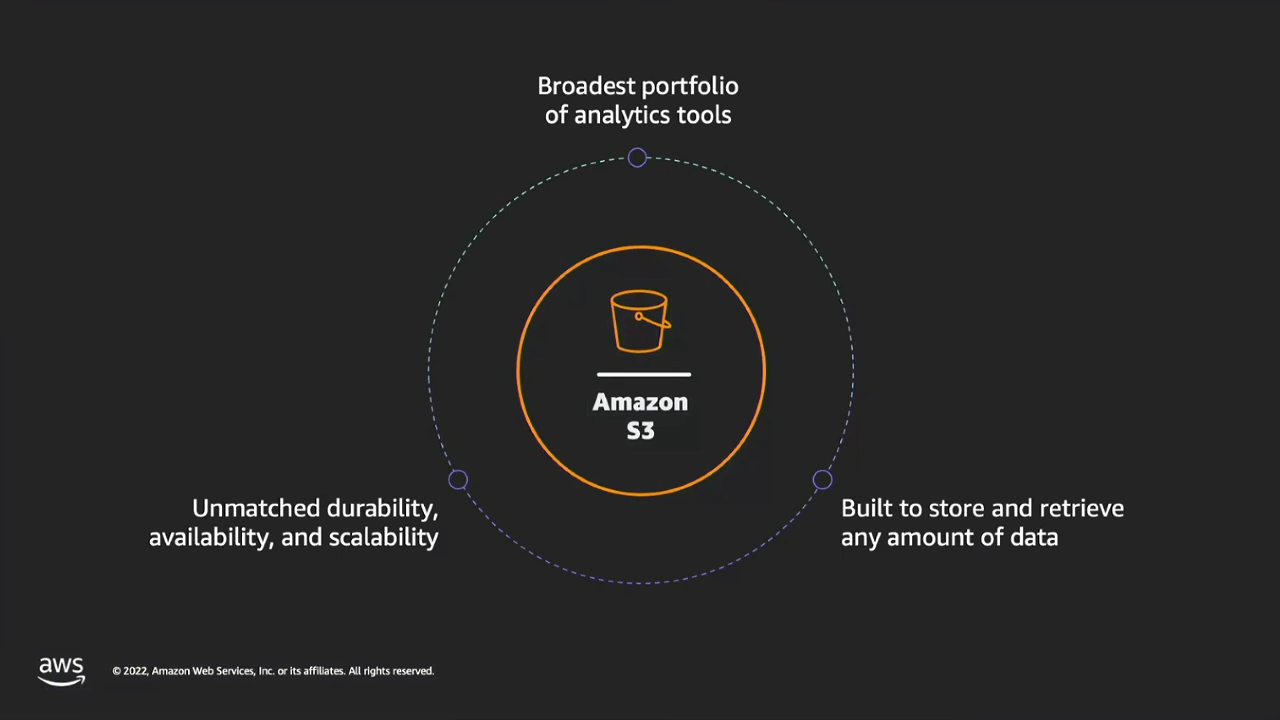 Broadest portfolio
of analytics tools
Amazon
S3
Unmatched durability,
availability, and scalability
Built to store and retrieve
any amount of data
aws
© 2022, Amazon Web Services, Inc. or its affiliates. All rights reserved.